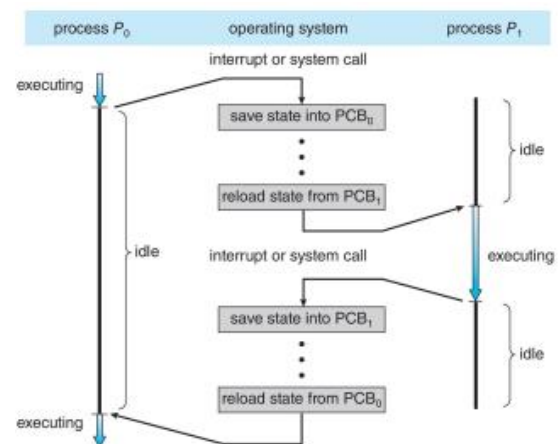 process P₀ operating system process P₁
interrupt or system call
executing
save state into PCB₀
idle
reload state from PCB₁
idle
interrupt or system call
executing
save state into PCB₁
idle
reload state from PCB₀
executing